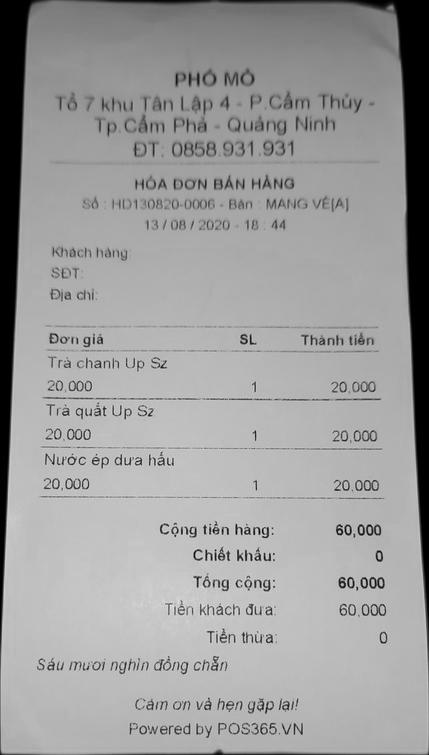 PHỐ MỎ
Tổ 7 khu Tân Lập 4 - P.Cẩm Thủy -
Tp.Cẩm Phả - Quảng Ninh
ĐT: 0858.931.931
HÓA ĐƠN BÁN HÀNG
Số : HD130820-0006 - Bàn : MANG VỀ[A]
13 / 08 / 2020 - 18 : 44
Khách hàng:
SĐT:
Địa chỉ:
Đơn giá SL Thành tiền
Trà chanh Up Sz
20,000 1 20,000
Trà quất Up Sz
20,000 1 20,000
Nước ép dưa hấu
20,000 1 20,000
Cộng tiền hàng: 60,000
Chiết khấu: 0
Tổng cộng: 60,000
Tiền khách đưa: 60,000
Tiền thừa: 0
Sáu mươi nghìn đồng chẵn
Cảm ơn và hẹn gặp lại!
Powered by POS365.VN